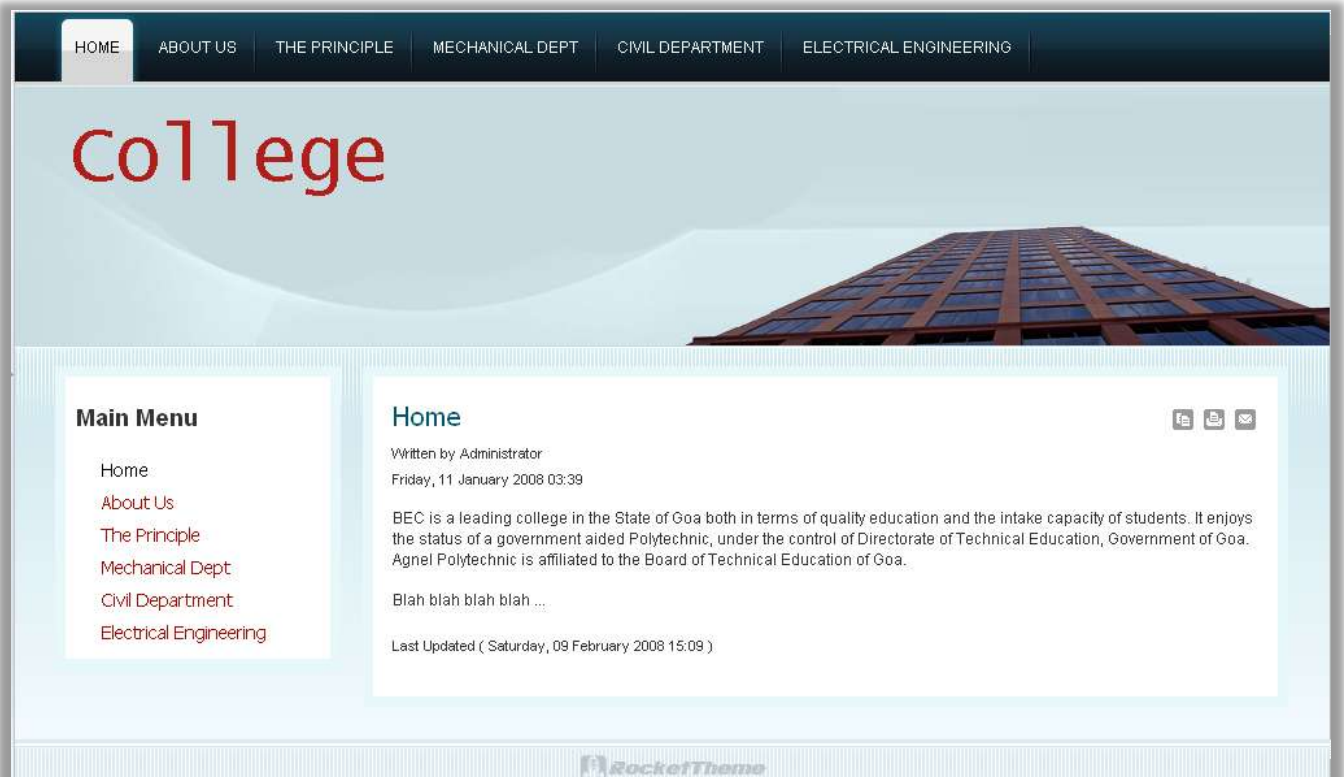 HOME ABOUT US THE PRINCIPLE MECHANICAL DEPT CIVIL DEPARTMENT ELECTRICAL ENGINEERING
College
Main Menu
Home
About Us
The Principle
Mechanical Dept
Civil Department
Electrical Engineering
Home
Written by Administrator
Friday, 11 January 2008 03:39
BEC is a leading college in the State of Goa both in terms of quality education and the intake capacity of students. It enjoys
the status of a government aided Polytechnic, under the control of Directorate of Technical Education, Government of Goa.
Agnel Polytechnic is affiliated to the Board of Technical Education of Goa.
Blah blah blah blah ...
Last Updated ( Saturday, 09 February 2008 15:09 )
RocketTheme